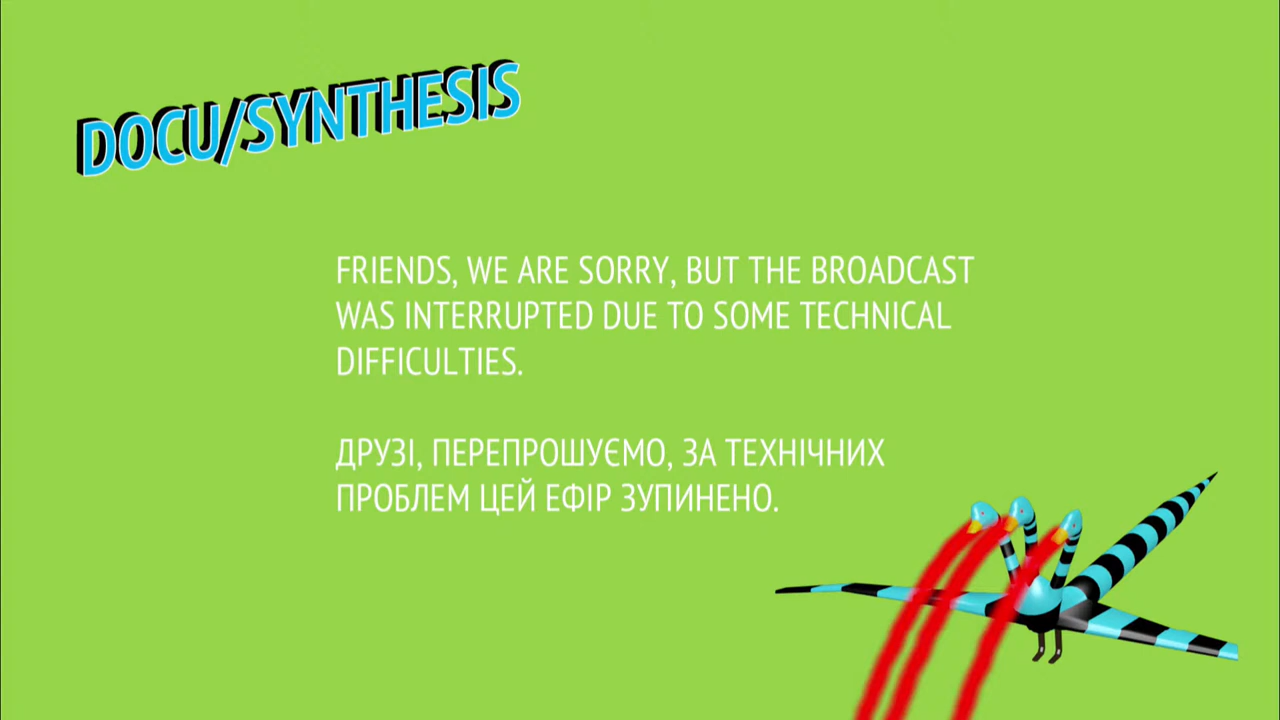 DOCU/SYNTHESIS
FRIENDS, WE ARE SORRY, BUT THE BROADCAST
WAS INTERRUPTED DUE TO SOME TECHNICAL
DIFFICULTIES.
ДРУЗІ, ПЕРЕПРОШУЄМО, ЗА ТЕХНІЧНИХ
ПРОБЛЕМ ЦЕЙ ЕФІР ЗУПИНЕНО.